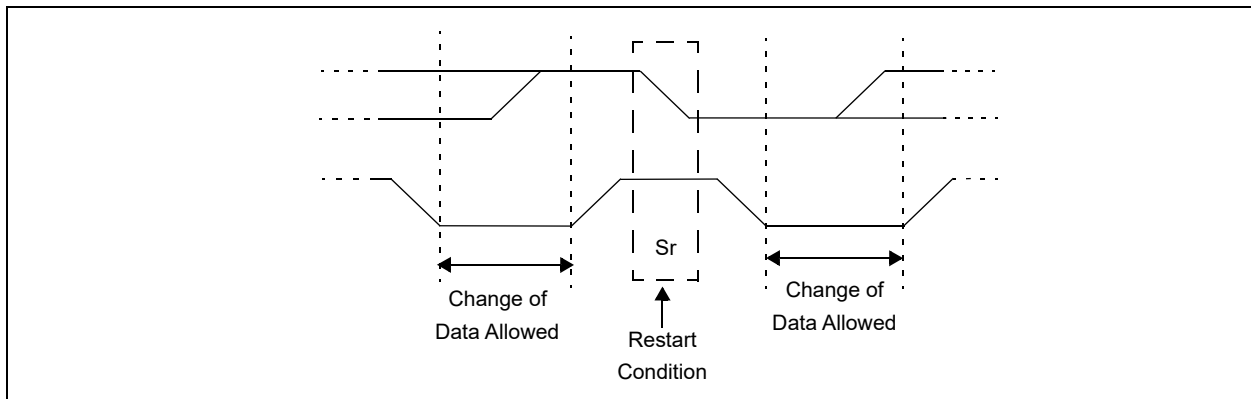 Sr
Change of
Data Allowed
Restart
Condition
Change of
Data Allowed